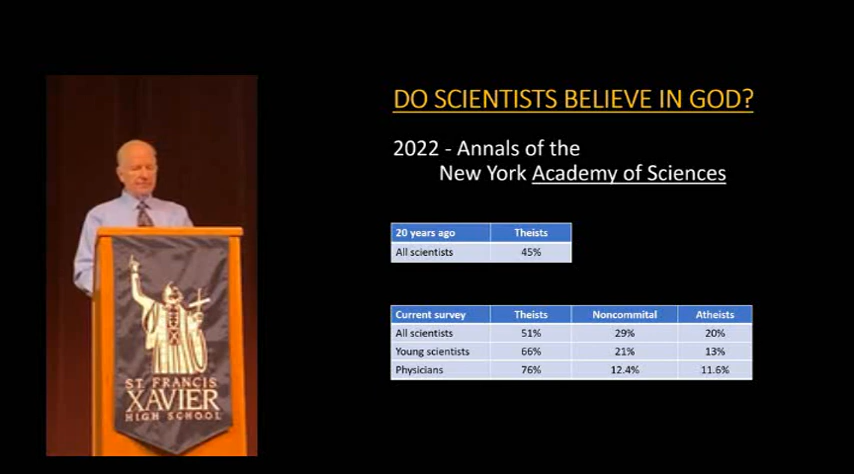 DO SCIENTISTS BELIEVE IN GOD?
2022 - Annals of the
New York Academy of Sciences
20 years ago Theists
All scientists 45%
Current survey Theists Noncommital Atheists
All scientists 51% 29% 20%
Young scientists 66% 21% 13%
Physicians 76% 12.4% 11.6%
ST. FRANCIS
XAVIER
HIGH SCHOOL